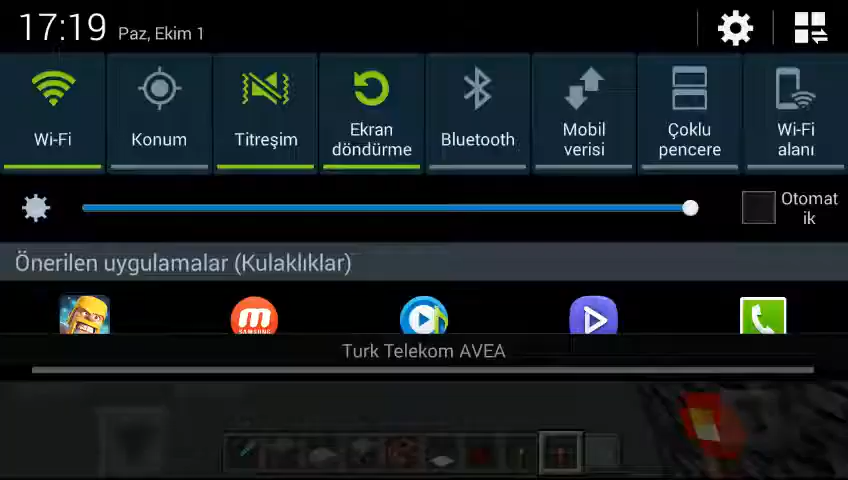 17:19 Paz, Ekim 1
Wi-Fi
Konum
Titreşim
Ekran
döndürme
Bluetooth
Mobil
verisi
Çoklu
pencere
Wi-Fi
alanı
Otomat
ik
Önerilen uygulamalar (Kulaklıklar)
m
SAMSUNG
Turk Telekom AVEA